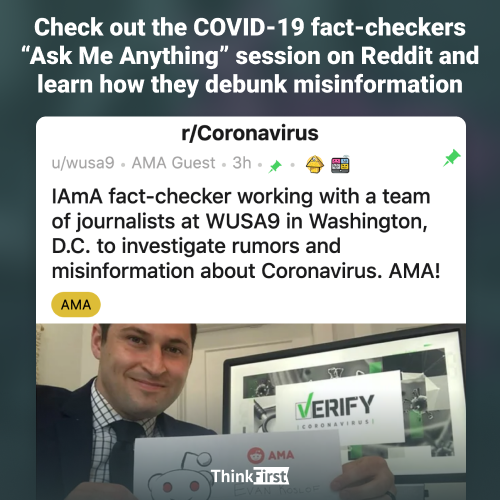 Check out the COVID-19 fact-checkers
“Ask Me Anything” session on Reddit and
learn how they debunk misinformation
r/Coronavirus
u/wusa9 • AMA Guest • 3h •
IAmA fact-checker working with a team
of journalists at WUSA9 in Washington,
D.C. to investigate rumors and
misinformation about Coronavirus. AMA!
AMA
VERIFY
[CORONAVIRUS]
AMA
ThinkFirst